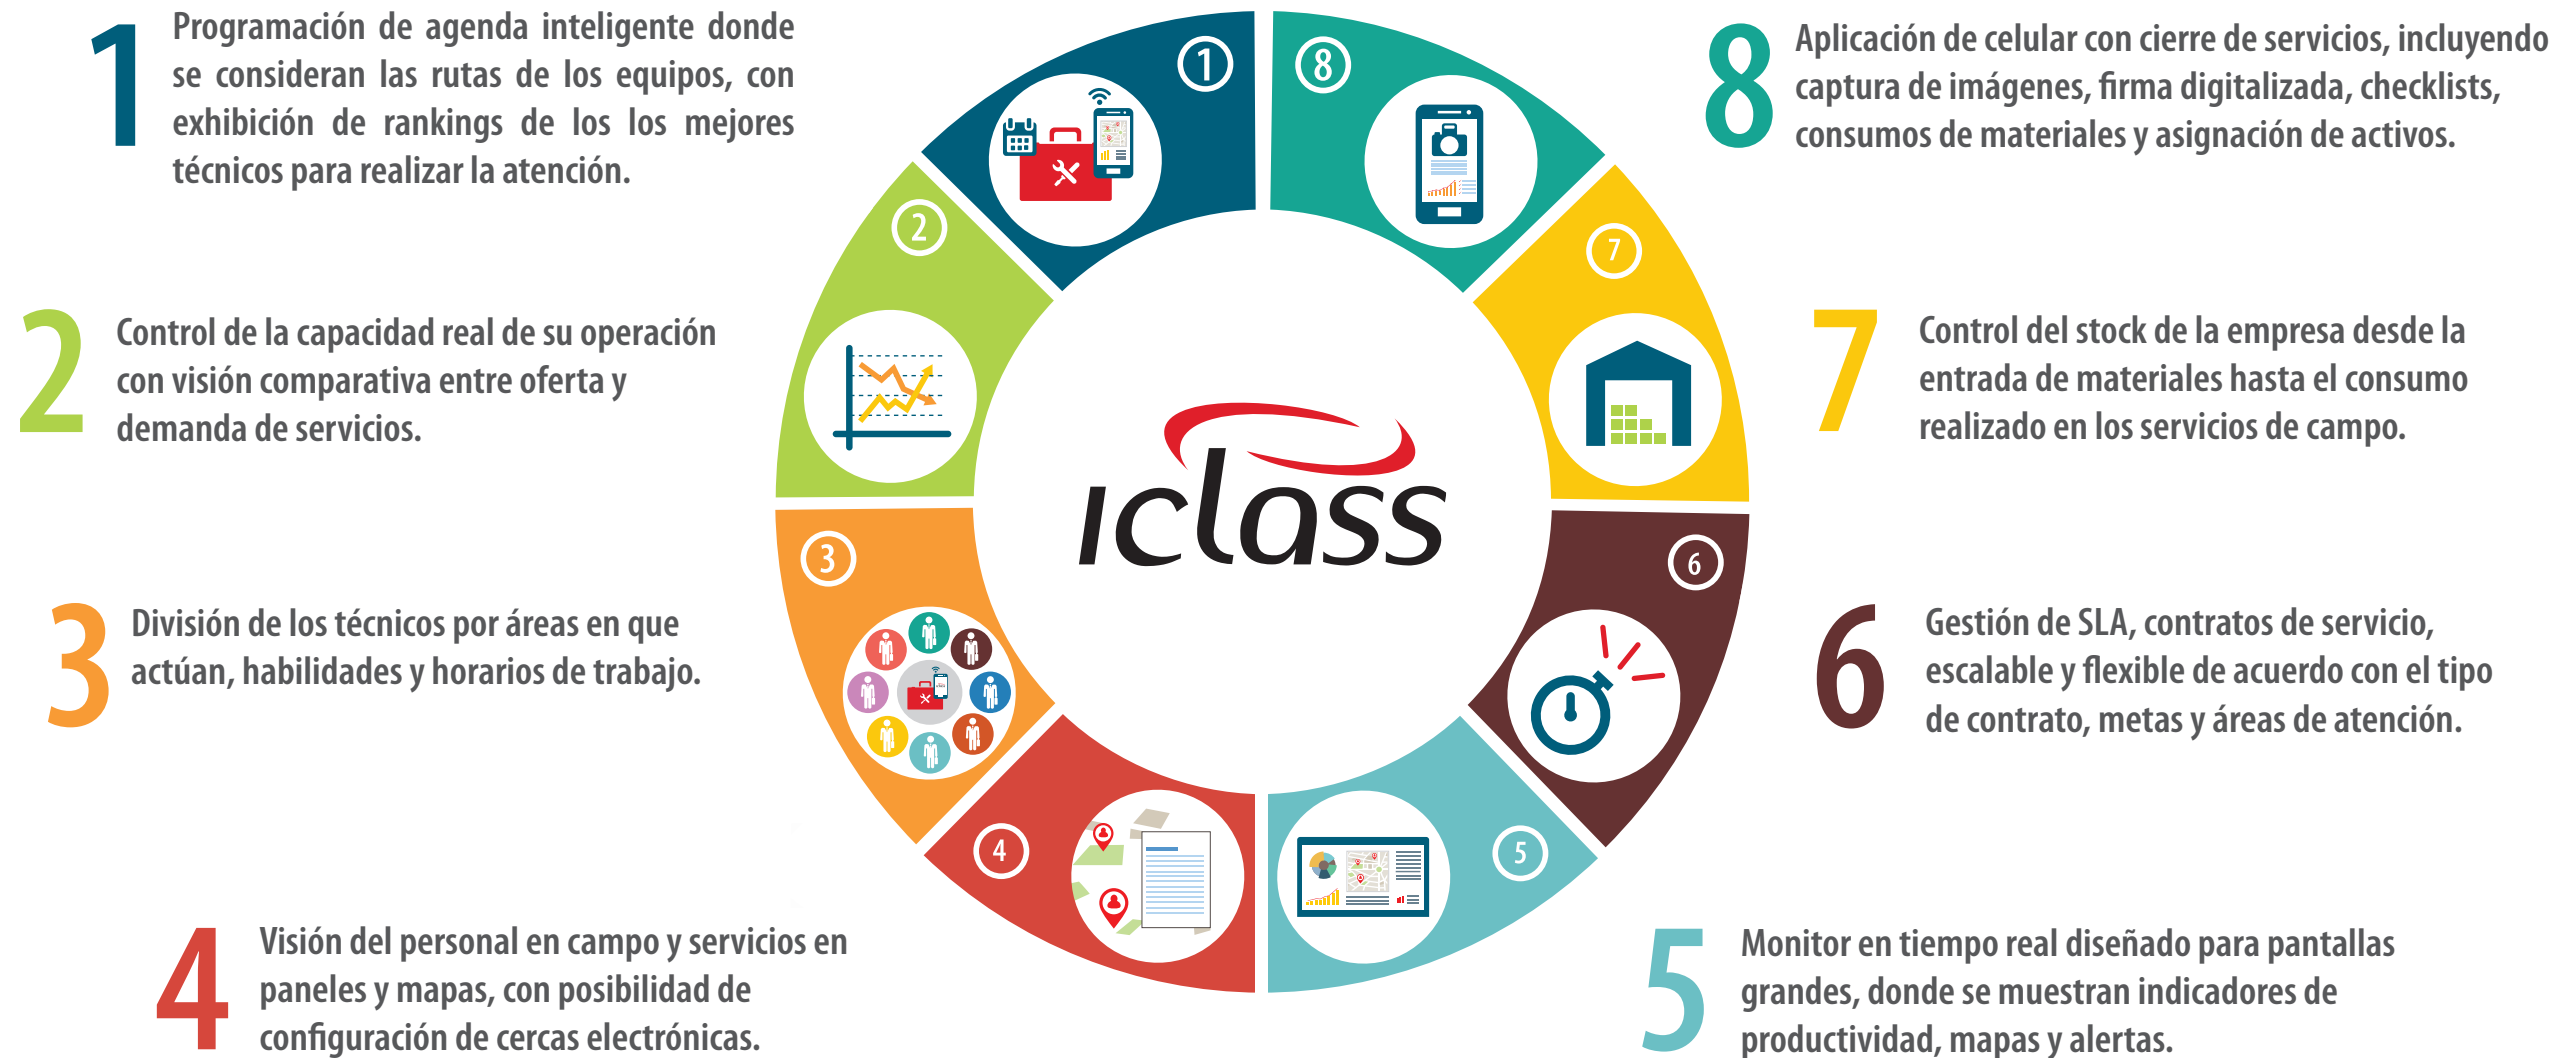 1
Programación de agenda inteligente donde
se consideran las rutas de los equipos, con
exhibición de rankings de los los mejores
técnicos para realizar la atención.
2
Control de la capacidad real de su operación
con visión comparativa entre oferta y
demanda de servicios.
3
División de los técnicos por áreas en que
actúan, habilidades y horarios de trabajo.
4
Visión del personal en campo y servicios en
paneles y mapas, con posibilidad de
configuración de cercas electrónicas.
1
2
3
4
5
6
7
8
iclass
8
Aplicación de celular con cierre de servicios, incluyendo
captura de imágenes, firma digitalizada, checklists,
consumos de materiales y asignación de activos.
7
Control del stock de la empresa desde la
entrada de materiales hasta el consumo
realizado en los servicios de campo.
6
Gestión de SLA, contratos de servicio,
escalable y flexible de acuerdo con el tipo
de contrato, metas y áreas de atención.
5
Monitor en tiempo real diseñado para pantallas
grandes, donde se muestran indicadores de
productividad, mapas y alertas.